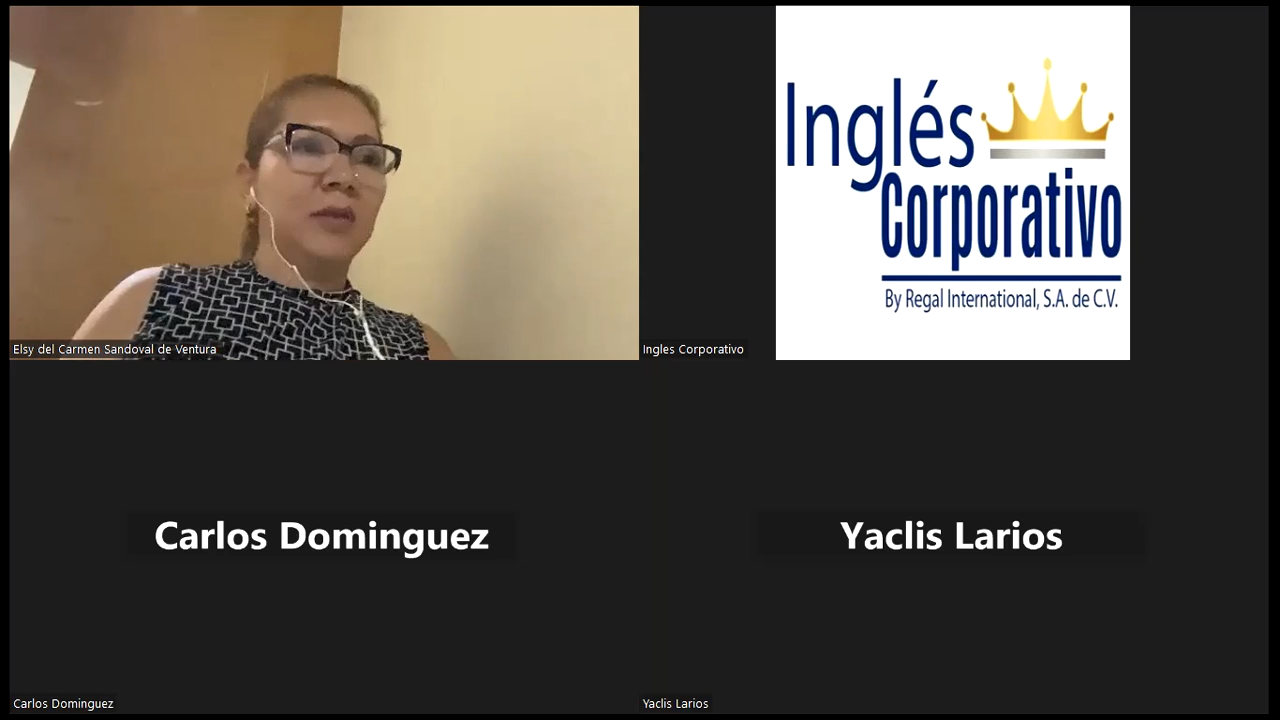 Inglés
Corporativo
By Regal International, S.A. de C.V.
Elsy del Carmen Sandoval de Ventura
Ingles Corporativo
Carlos Dominguez
Yaclis Larios
Carlos Dominguez
Yaclis Larios